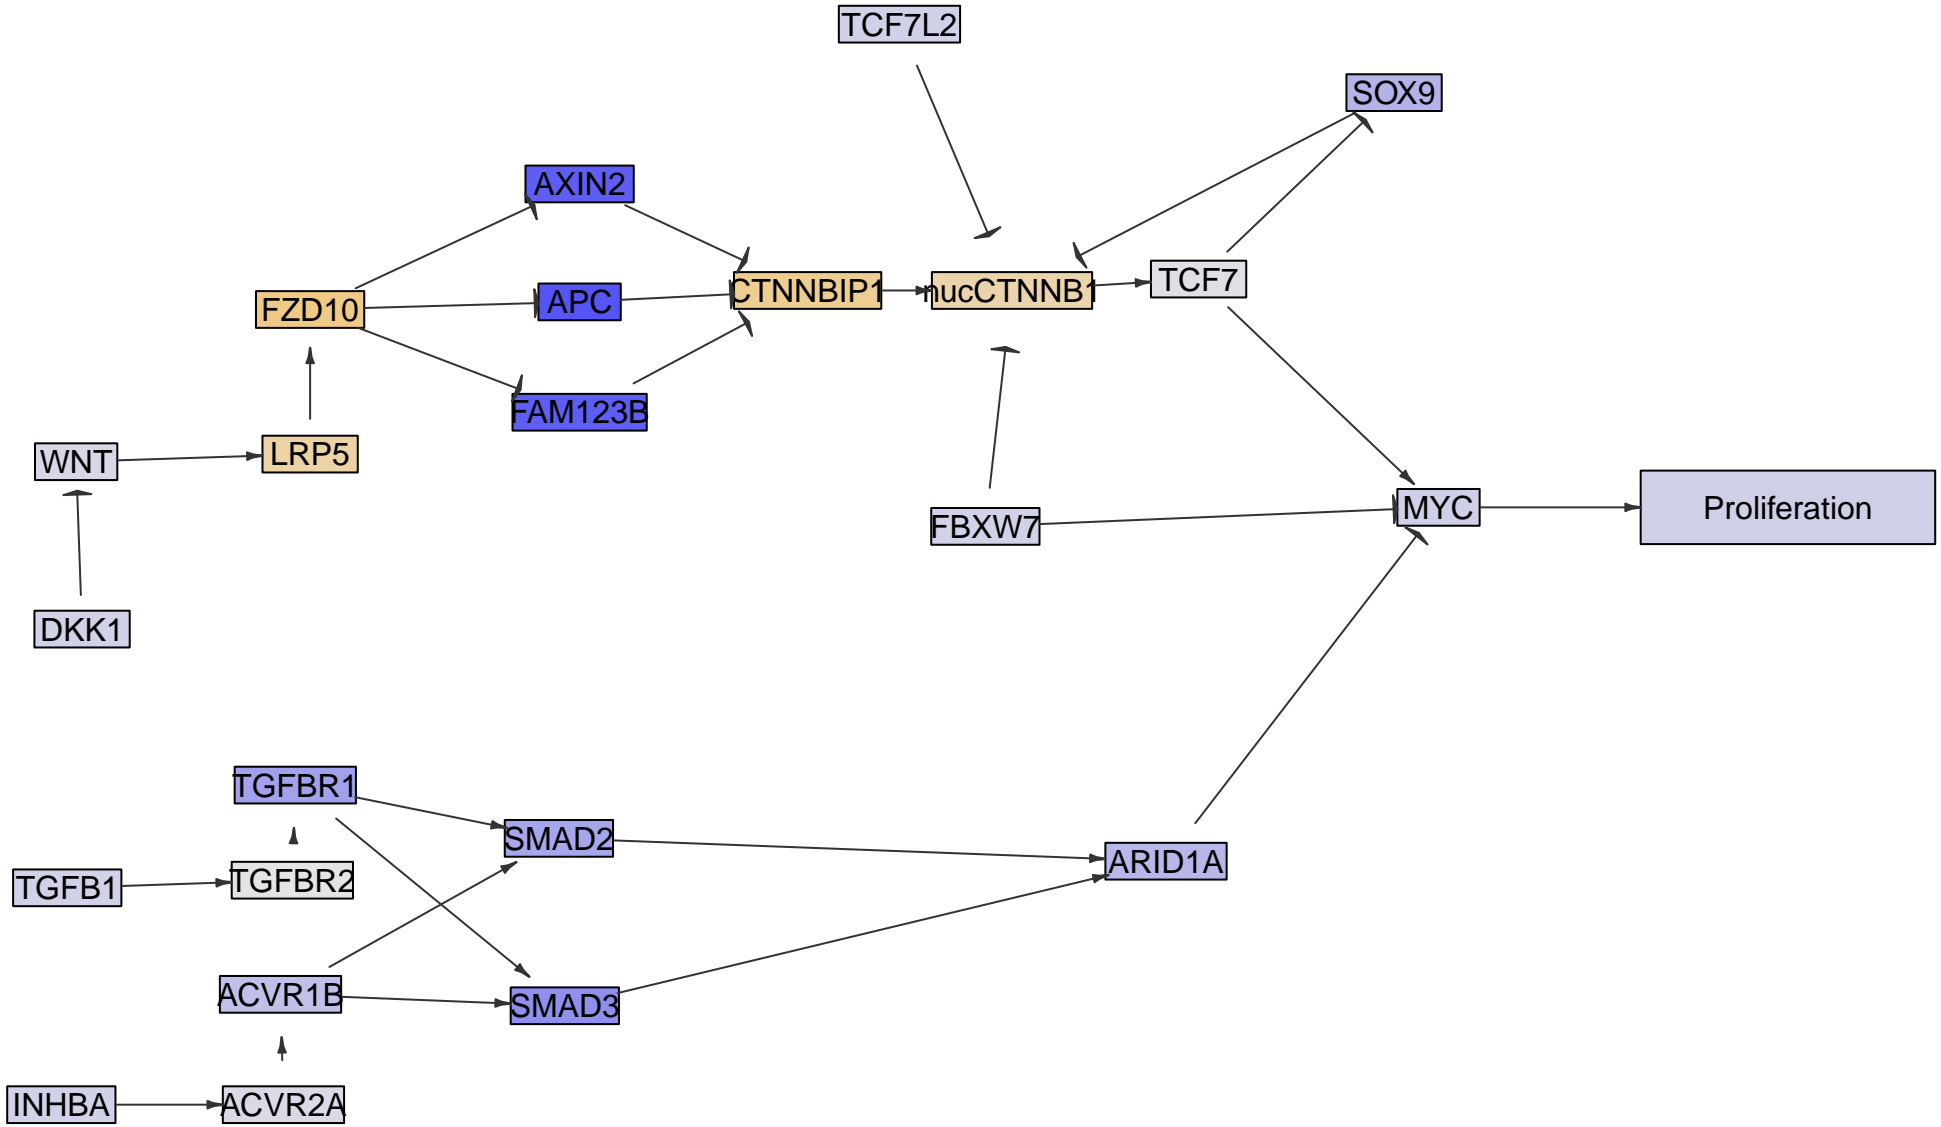 TCF7L2
SOX9
AXIN2
FZD10
APC
CTNNBIP1
nucCTNNB1
TCF7
FAM123B
WNT
LRP5
FBXW7
MYC
Proliferation
DKK1
TGFBR1
SMAD2
ARID1A
TGFB1
TGFBR2
ACVR1B
SMAD3
INHBA
ACVR2A